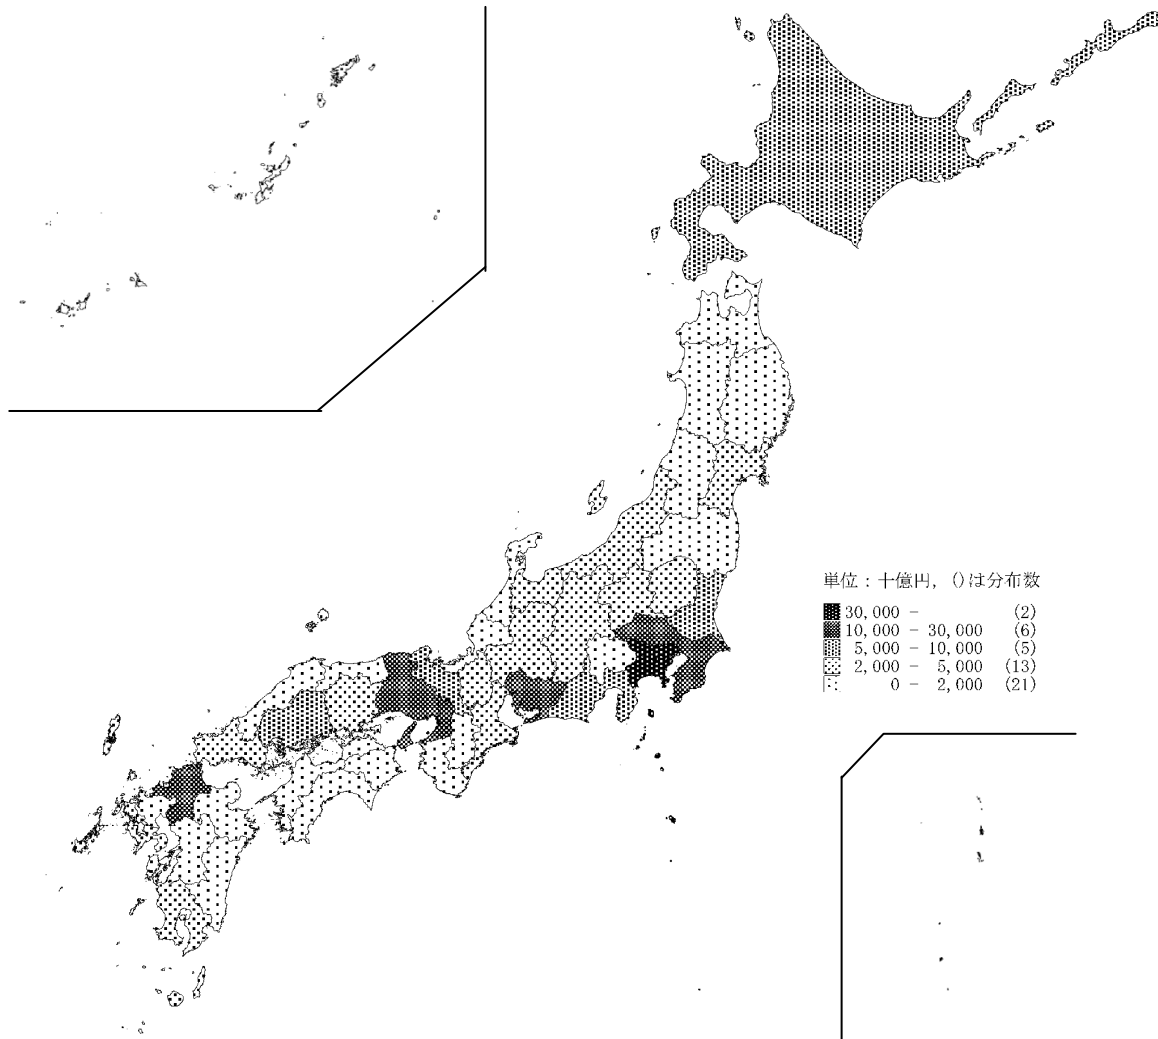 単位：十億円，（）は分布数
30,000 － (2)
10,000 － 30,000 (6)
5,000 － 10,000 (5)
2,000 － 5,000 (13)
0 － 2,000 (21)